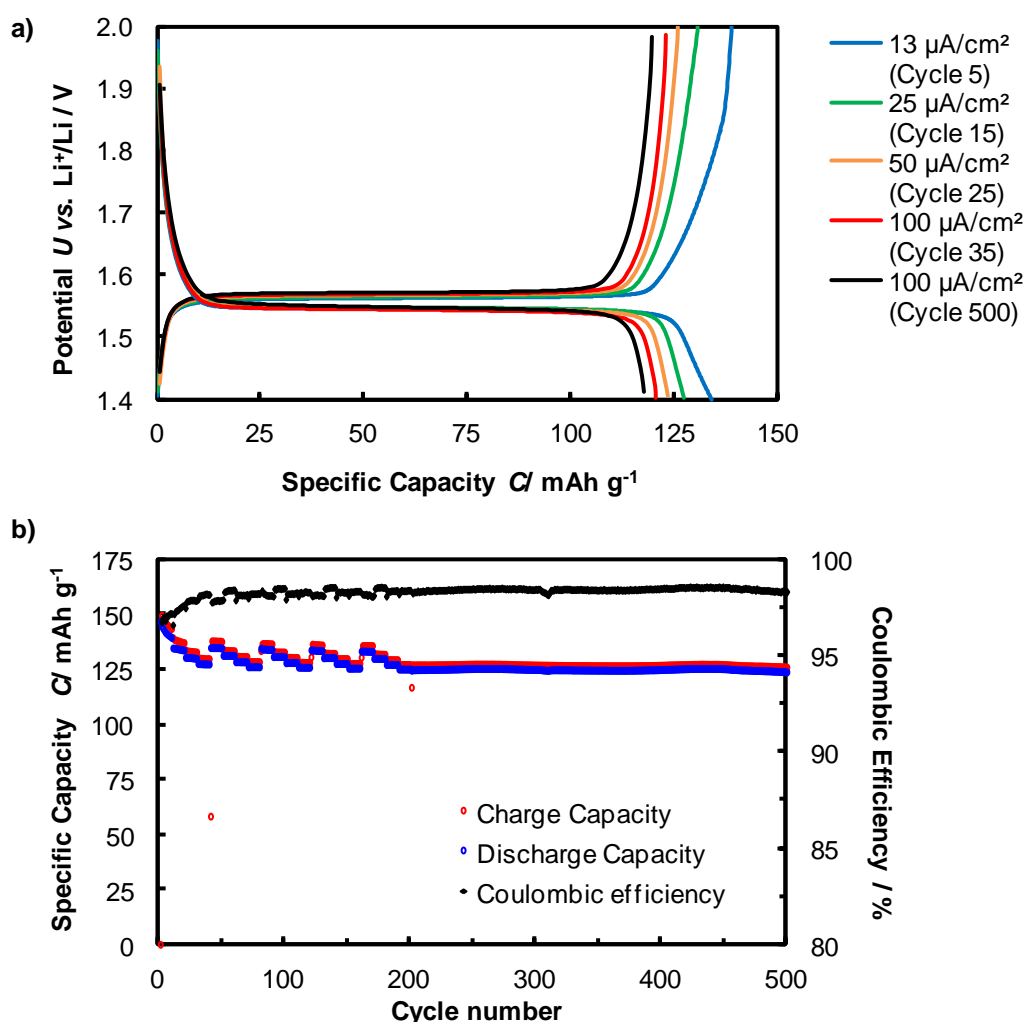 a)
2.0
1.9
1.8
1.7
1.6
1.5
1.4
Potential U vs. Li⁺/Li / V
0 25 50 75 100 125 150
Specific Capacity C/ mAh g⁻¹
13 µA/cm²
(Cycle 5)
25 µA/cm²
(Cycle 15)
50 µA/cm²
(Cycle 25)
100 µA/cm²
(Cycle 35)
100 µA/cm²
(Cycle 500)
b)
175
150
125
100
75
50
25
0
Specific Capacity C/ mAh g⁻¹
100
95
90
85
80
Coulombic Efficiency / %
Charge Capacity
Discharge Capacity
Coulombic efficiency
0 100 200 300 400 500
Cycle number